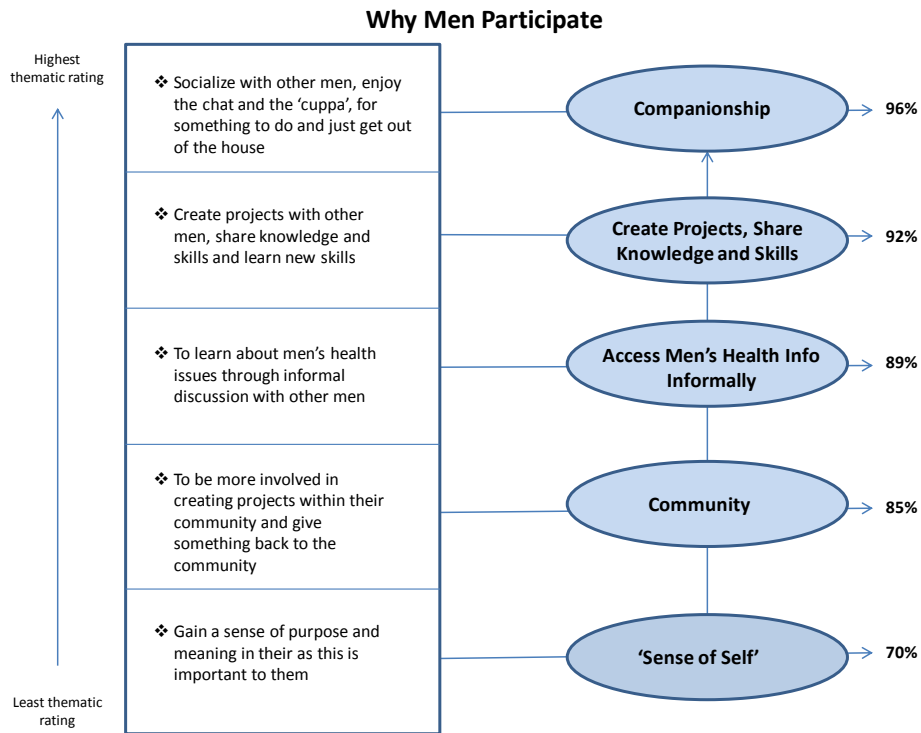 Why Men Participate
Highest
thematic rating
❖ Socialize with other men, enjoy
the chat and the ‘cuppa’, for
something to do and just get out
of the house
Companionship
96%
❖ Create projects with other
men, share knowledge and
skills and learn new skills
Create Projects, Share
Knowledge and Skills
92%
❖ To learn about men’s health
issues through informal
discussion with other men
Access Men’s Health Info
Informally
89%
❖ To be more involved in
creating projects within their
community and give
something back to the
community
Community
85%
❖ Gain a sense of purpose and
meaning in their as this is
important to them
‘Sense of Self’
70%
Least thematic
rating